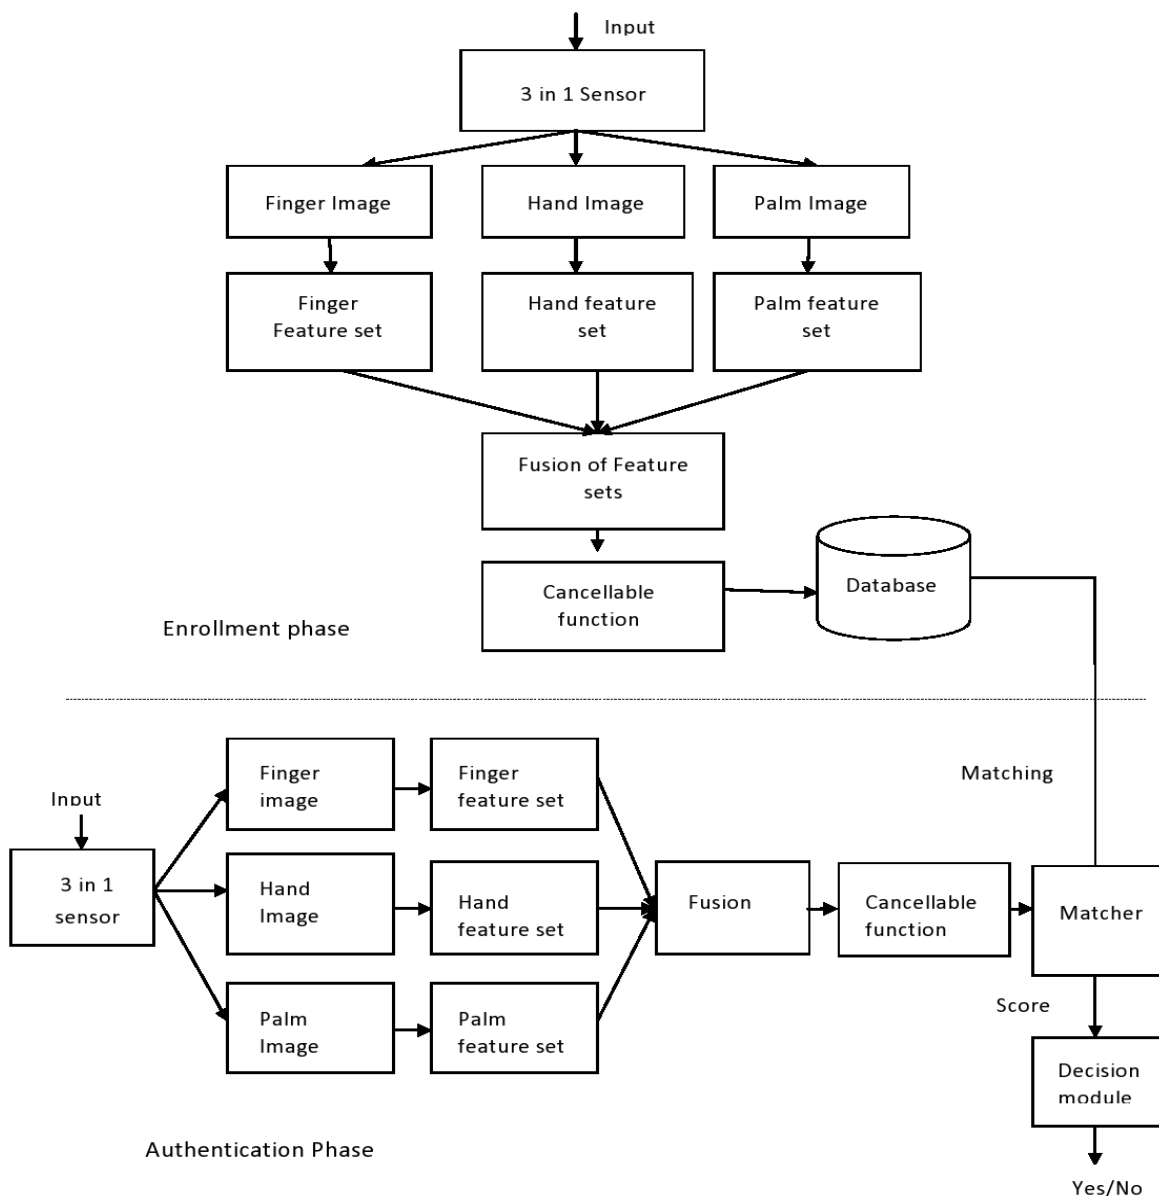 Input
3 in 1 Sensor
Finger Image
Hand Image
Palm Image
Finger
Feature set
Hand feature
set
Palm feature
set
Fusion of Feature
sets
Cancellable
function
Database
Enrollment phase
Matching
Input
3 in 1
sensor
Finger
image
Finger
feature set
Hand
Image
Hand
feature set
Palm
Image
Palm
feature set
Fusion
Cancellable
function
Matcher
Score
Decision
module
Yes/No
Authentication Phase